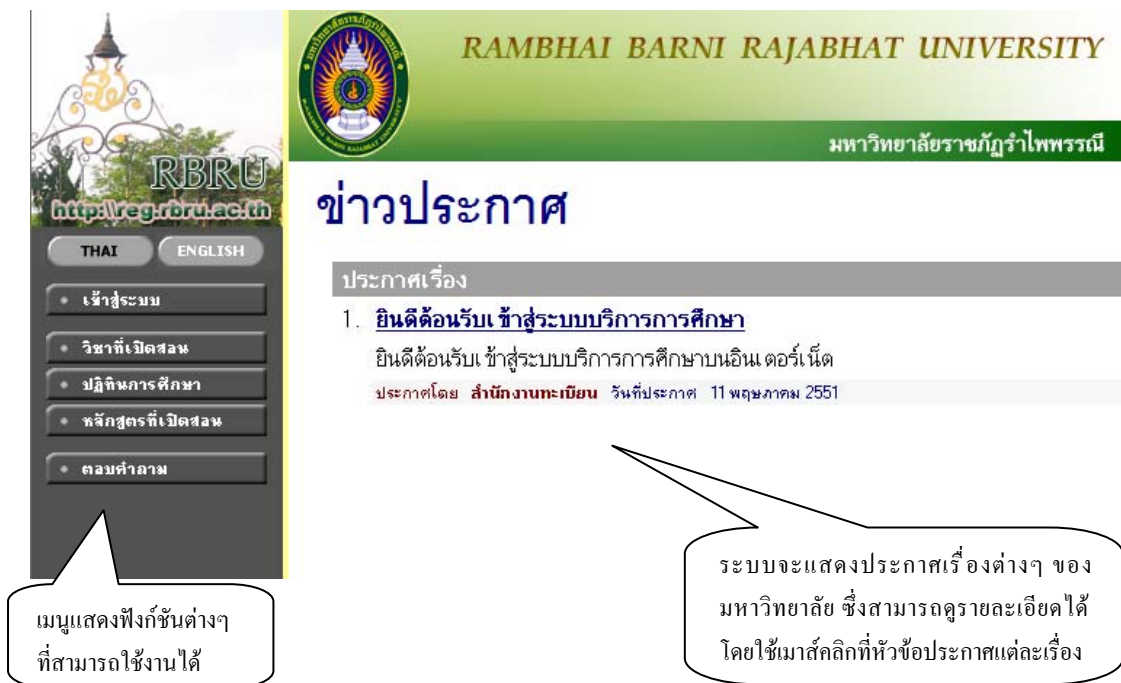 RBRU
http:\\reg.rbru.ac.th
THAI ENGLISH
เข้าสู่ระบบ
วิชาที่เปิดสอน
ปฏิทินการศึกษา
หลักสูตรที่เปิดสอน
ตอบคำถาม
RAMBHAI BARNI RAJABHAT UNIVERSITY
มหาวิทยาลัยราชภัฏรำไพพรรณี
ข่าวประกาศ
ประกาศเรื่อง
1. ยินดีต้อนรับเข้าสู่ระบบบริการการศึกษา
ยินดีต้อนรับเข้าสู่ระบบบริการการศึกษาบนอินเตอร์เน็ต
ประกาศโดย สำนักงานทะเบียน วันที่ประกาศ 11 พฤษภาคม 2551
เมนูแสดงฟังก์ชันต่างๆ
ที่สามารถใช้งานได้
ระบบจะแสดงประกาศเรื่องต่างๆ ของ
มหาวิทยาลัย ซึ่งสามารถดูรายละเอียดได้
โดยใช้เมาส์คลิกที่หัวข้อประกาศแต่ละเรื่อง